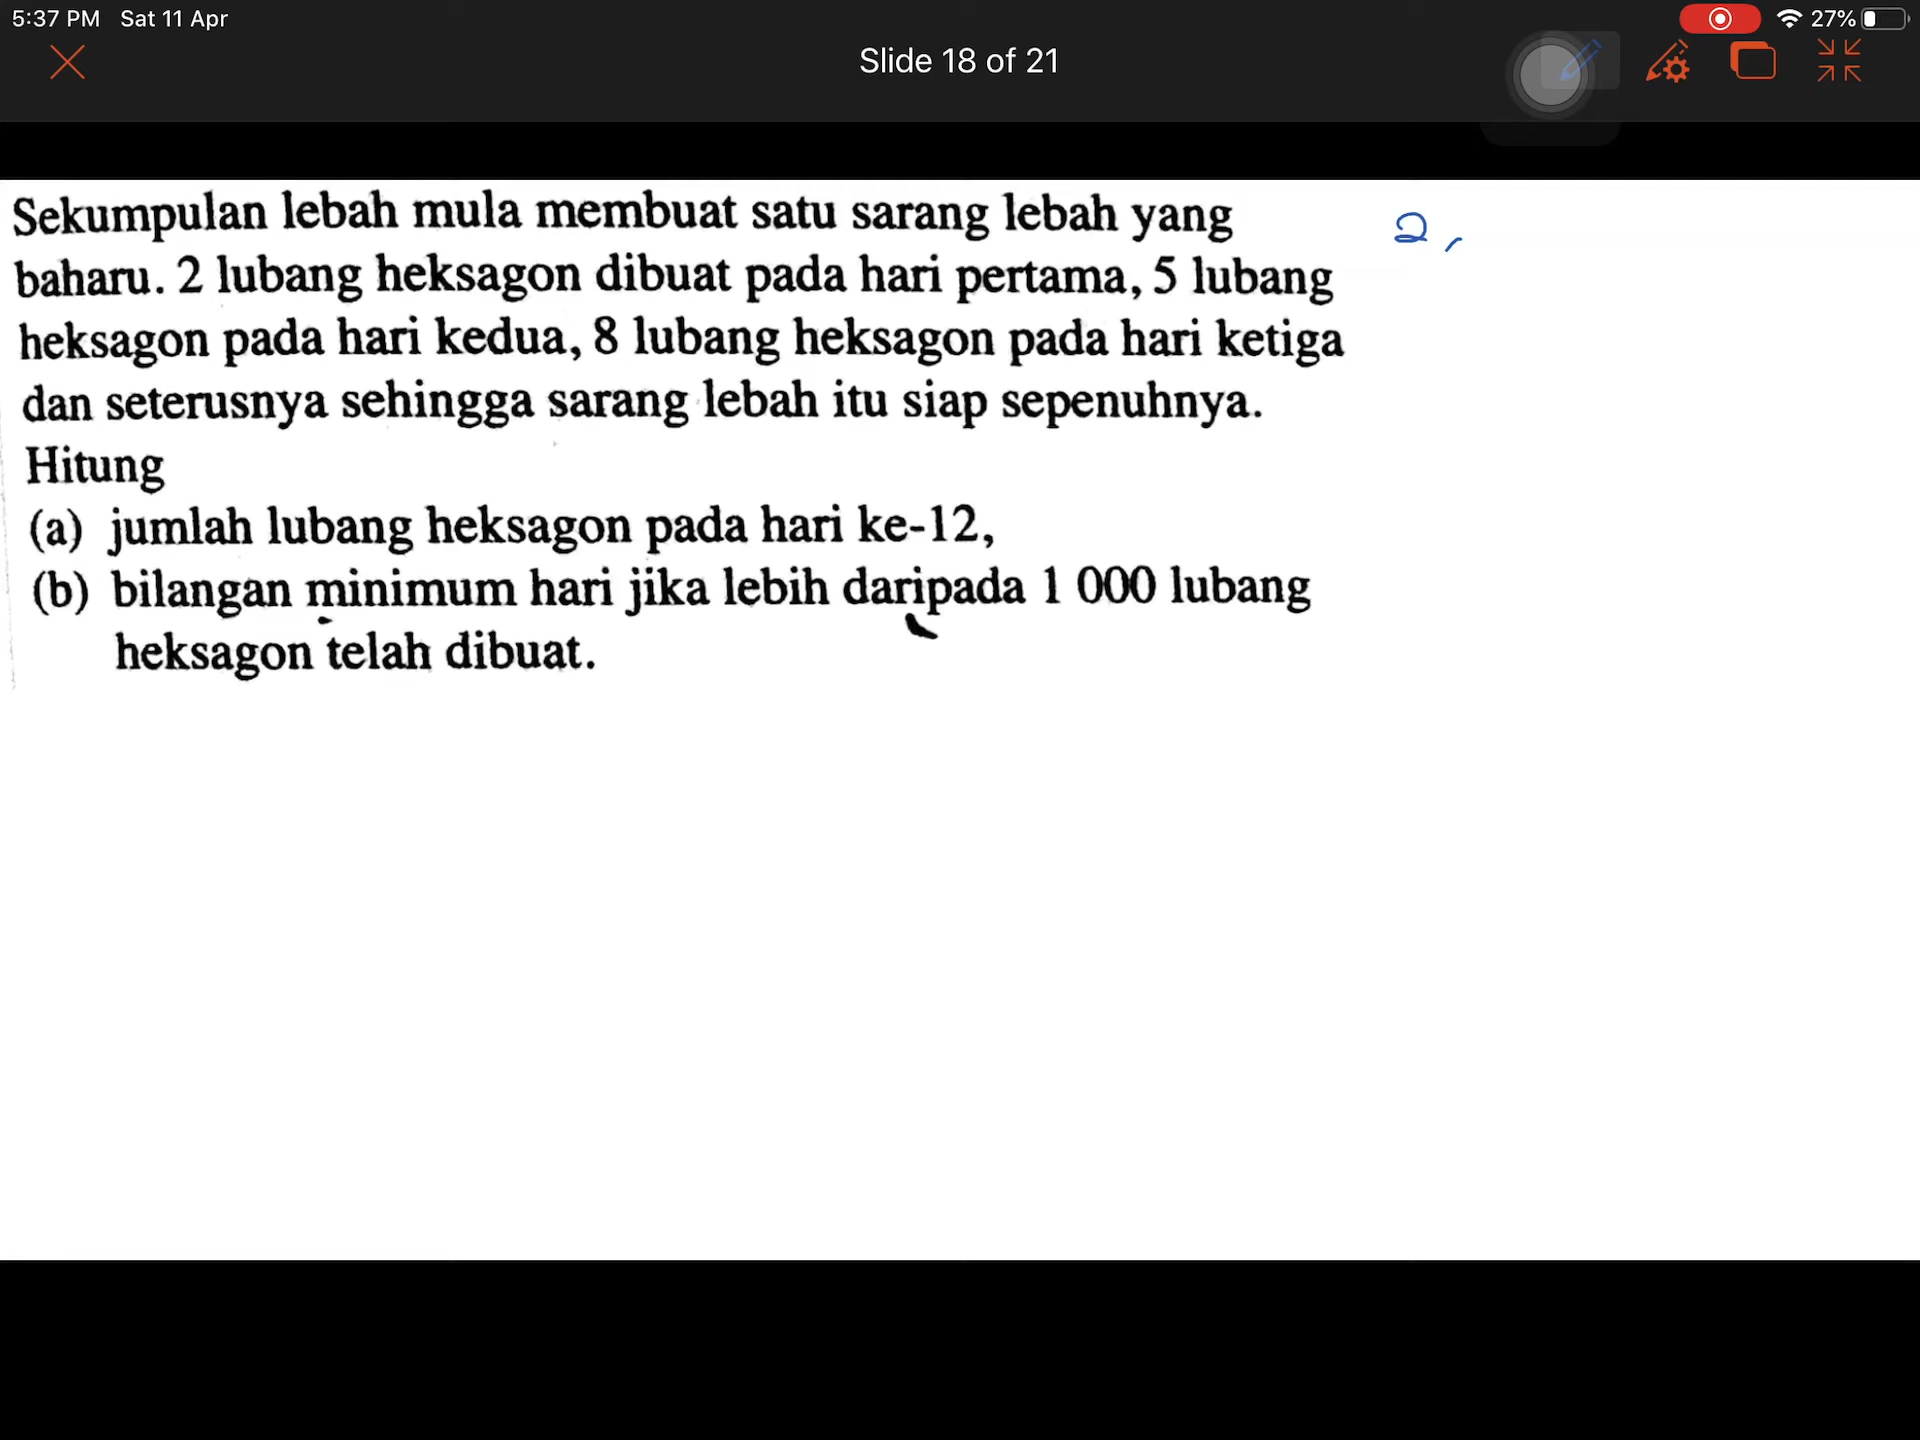 5:37 PM Sat 11 Apr
27%
Slide 18 of 21
Sekumpulan lebah mula membuat satu sarang lebah yang
baharu. 2 lubang heksagon dibuat pada hari pertama, 5 lubang
heksagon pada hari kedua, 8 lubang heksagon pada hari ketiga
dan seterusnya sehingga sarang lebah itu siap sepenuhnya.
Hitung
(a) jumlah lubang heksagon pada hari ke-12,
(b) bilangan minimum hari jika lebih daripada 1 000 lubang
heksagon telah dibuat.
2,